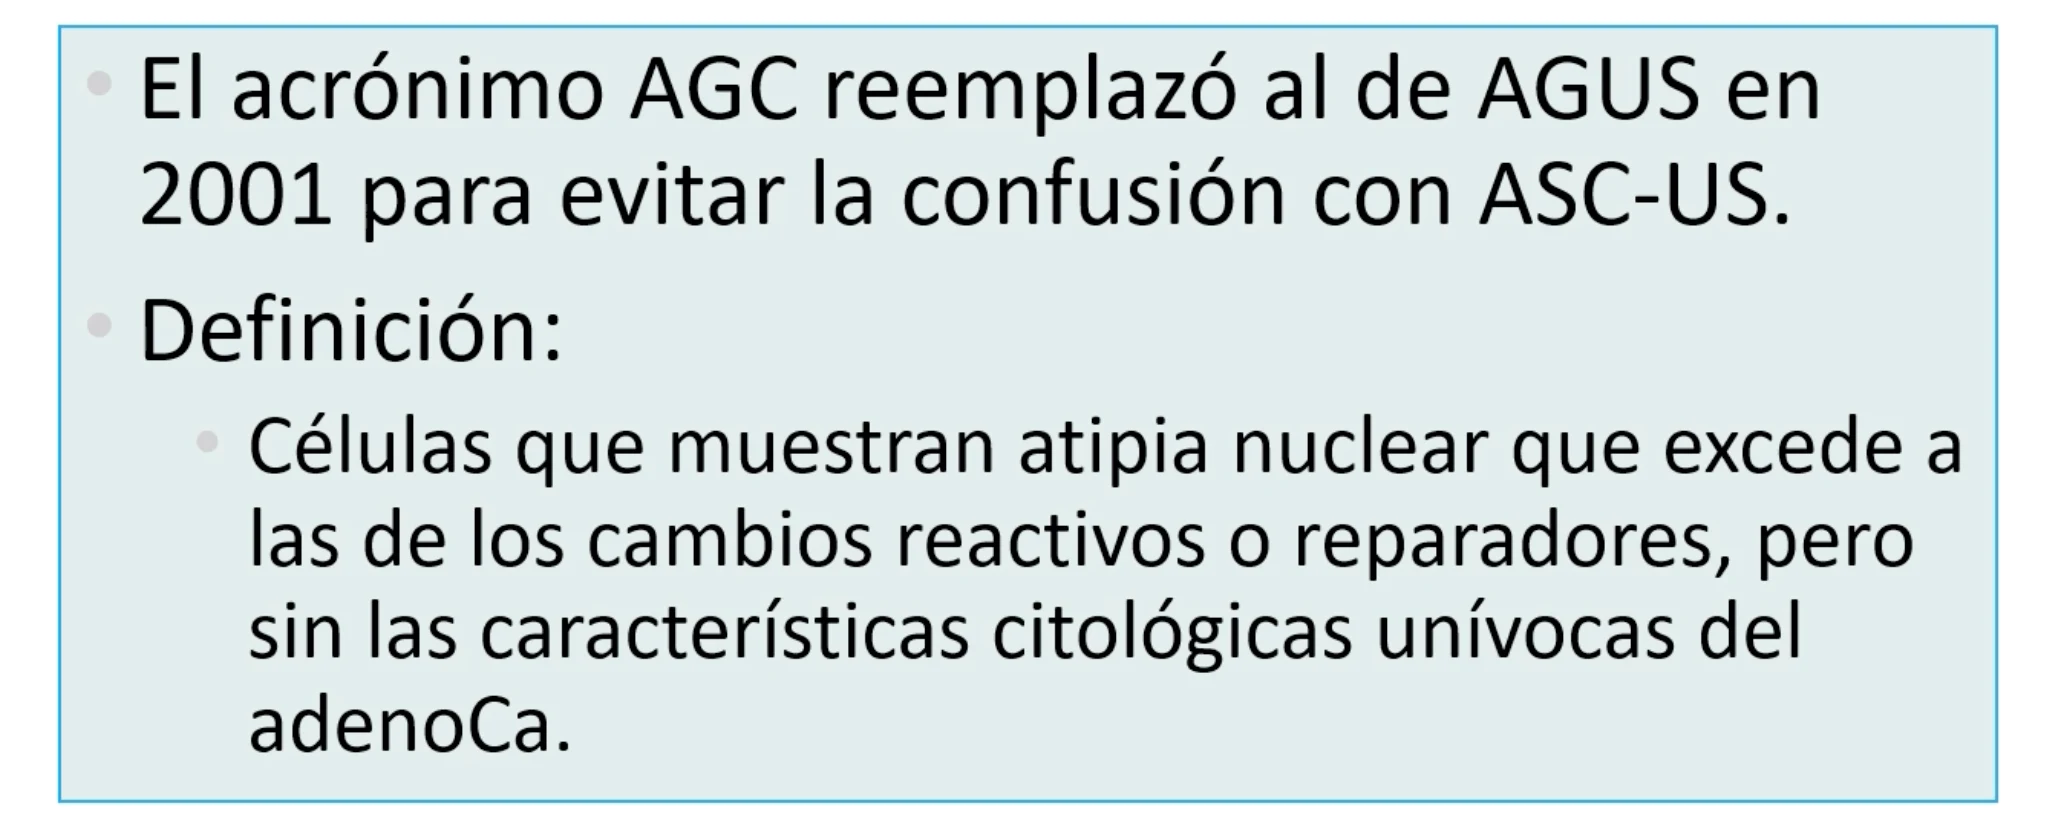 • El acrónimo AGC reemplazó al de AGUS en
2001 para evitar la confusión con ASC-US.
• Definición:
• Células que muestran atipia nuclear que excede a
las de los cambios reactivos o reparadores, pero
sin las características citológicas unívocas del
adenoCa.